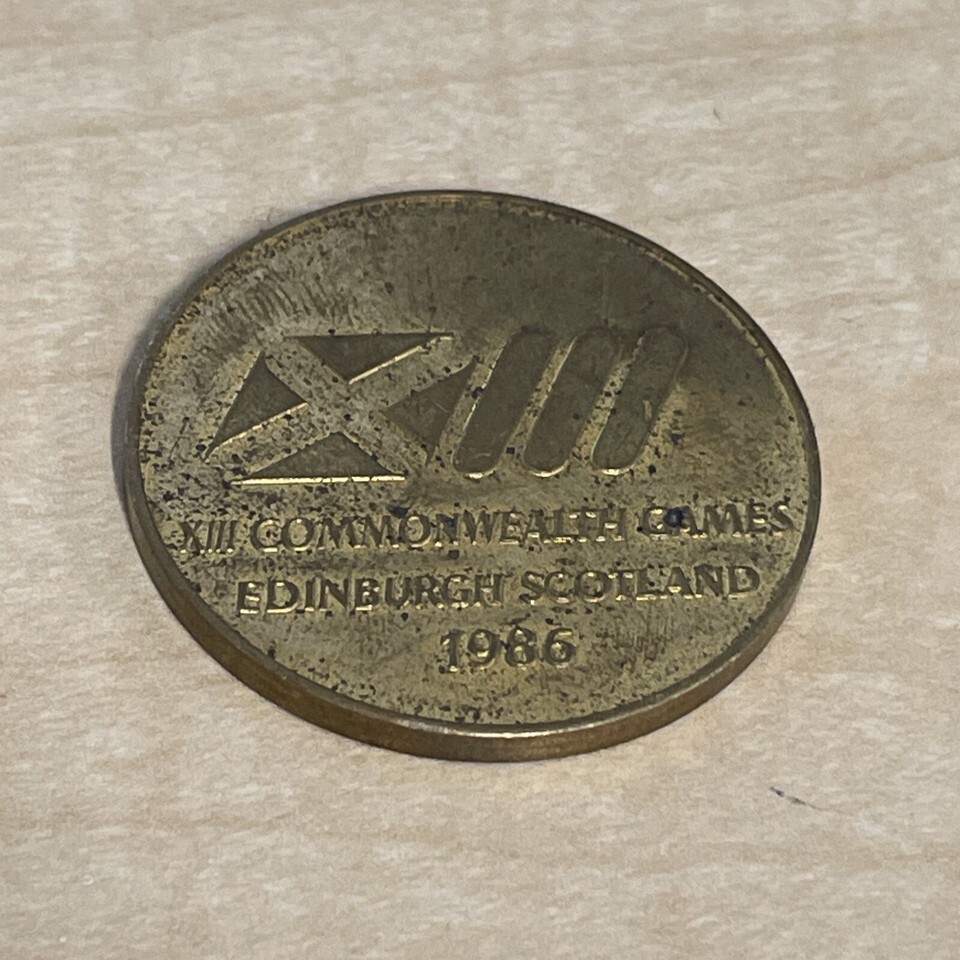 XIII COMMONWEALTH GAMES
EDINBURGH SCOTLAND
1986